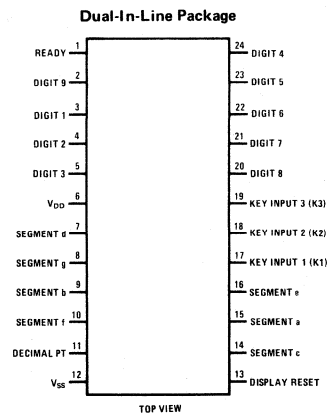 Dual-In-Line Package
READY 1
DIGIT 9 2
DIGIT 1 3
DIGIT 2 4
DIGIT 3 5
VDD 6
SEGMENT d 7
SEGMENT g 8
SEGMENT b 9
SEGMENT f 10
DECIMAL PT 11
VSS 12
24 DIGIT 4
23 DIGIT 5
22 DIGIT 6
21 DIGIT 7
20 DIGIT 8
19 KEY INPUT 3 (K3)
18 KEY INPUT 2 (K2)
17 KEY INPUT 1 (K1)
16 SEGMENT e
15 SEGMENT a
14 SEGMENT c
13 DISPLAY RESET
TOP VIEW